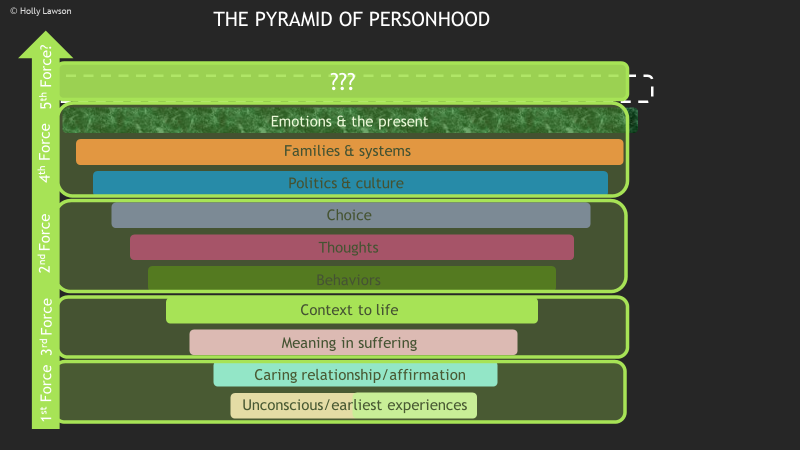 © Holly Lawson
THE PYRAMID OF PERSONHOOD
5th Force?
???
4th Force
Emotions & the present
Families & systems
Politics & culture
2nd Force
Choice
Thoughts
Behaviors
3rd Force
Context to life
Meaning in suffering
1st Force
Caring relationship/affirmation
Unconscious/earliest experiences